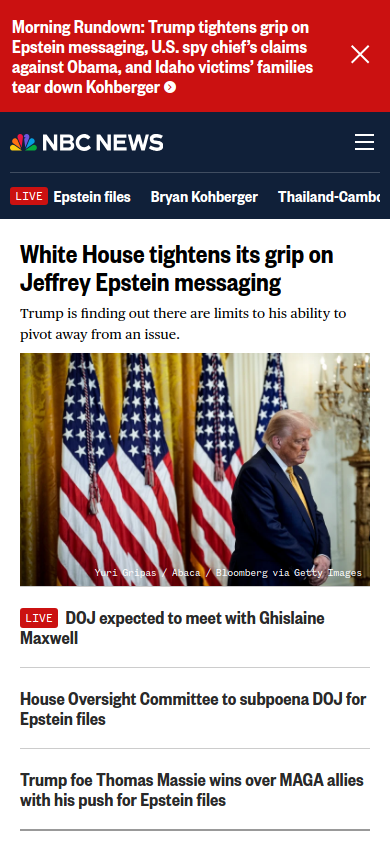 Morning Rundown: Trump tightens grip on
Epstein messaging, U.S. spy chief’s claims
against Obama, and Idaho victims’ families
tear down Kohberger
NBC NEWS
LIVE Epstein files Bryan Kohberger Thailand-Cambo
White House tightens its grip on
Jeffrey Epstein messaging
Trump is finding out there are limits to his ability to
pivot away from an issue.
Yuri Gripas / Abaca / Bloomberg via Getty Images
LIVE DOJ expected to meet with Ghislaine
Maxwell
House Oversight Committee to subpoena DOJ for
Epstein files
Trump foe Thomas Massie wins over MAGA allies
with his push for Epstein files